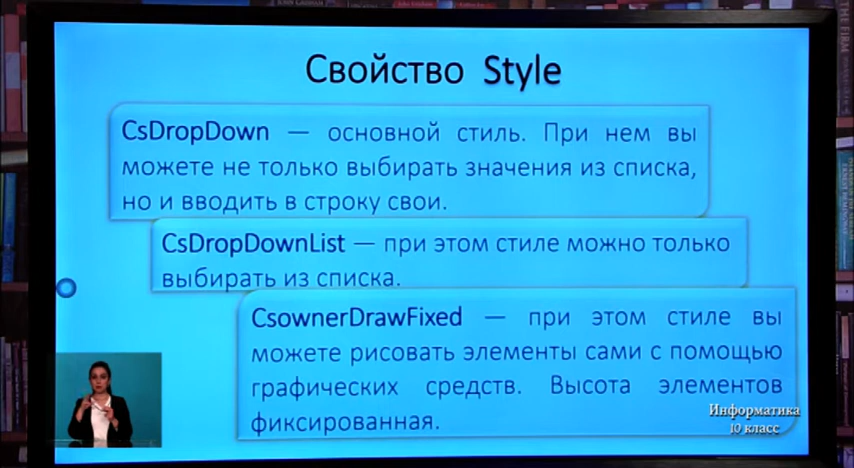 Свойство Style
CsDropDown — основной стиль. При нем вы
можете не только выбирать значения из списка,
но и вводить в строку свои.
CsDropDownList — при этом стиле можно только
выбирать из списка.
CsownerDrawFixed — при этом стиле вы
можете рисовать элементы сами с помощью
графических средств. Высота элементов
фиксированная.
Информатика
10 класс